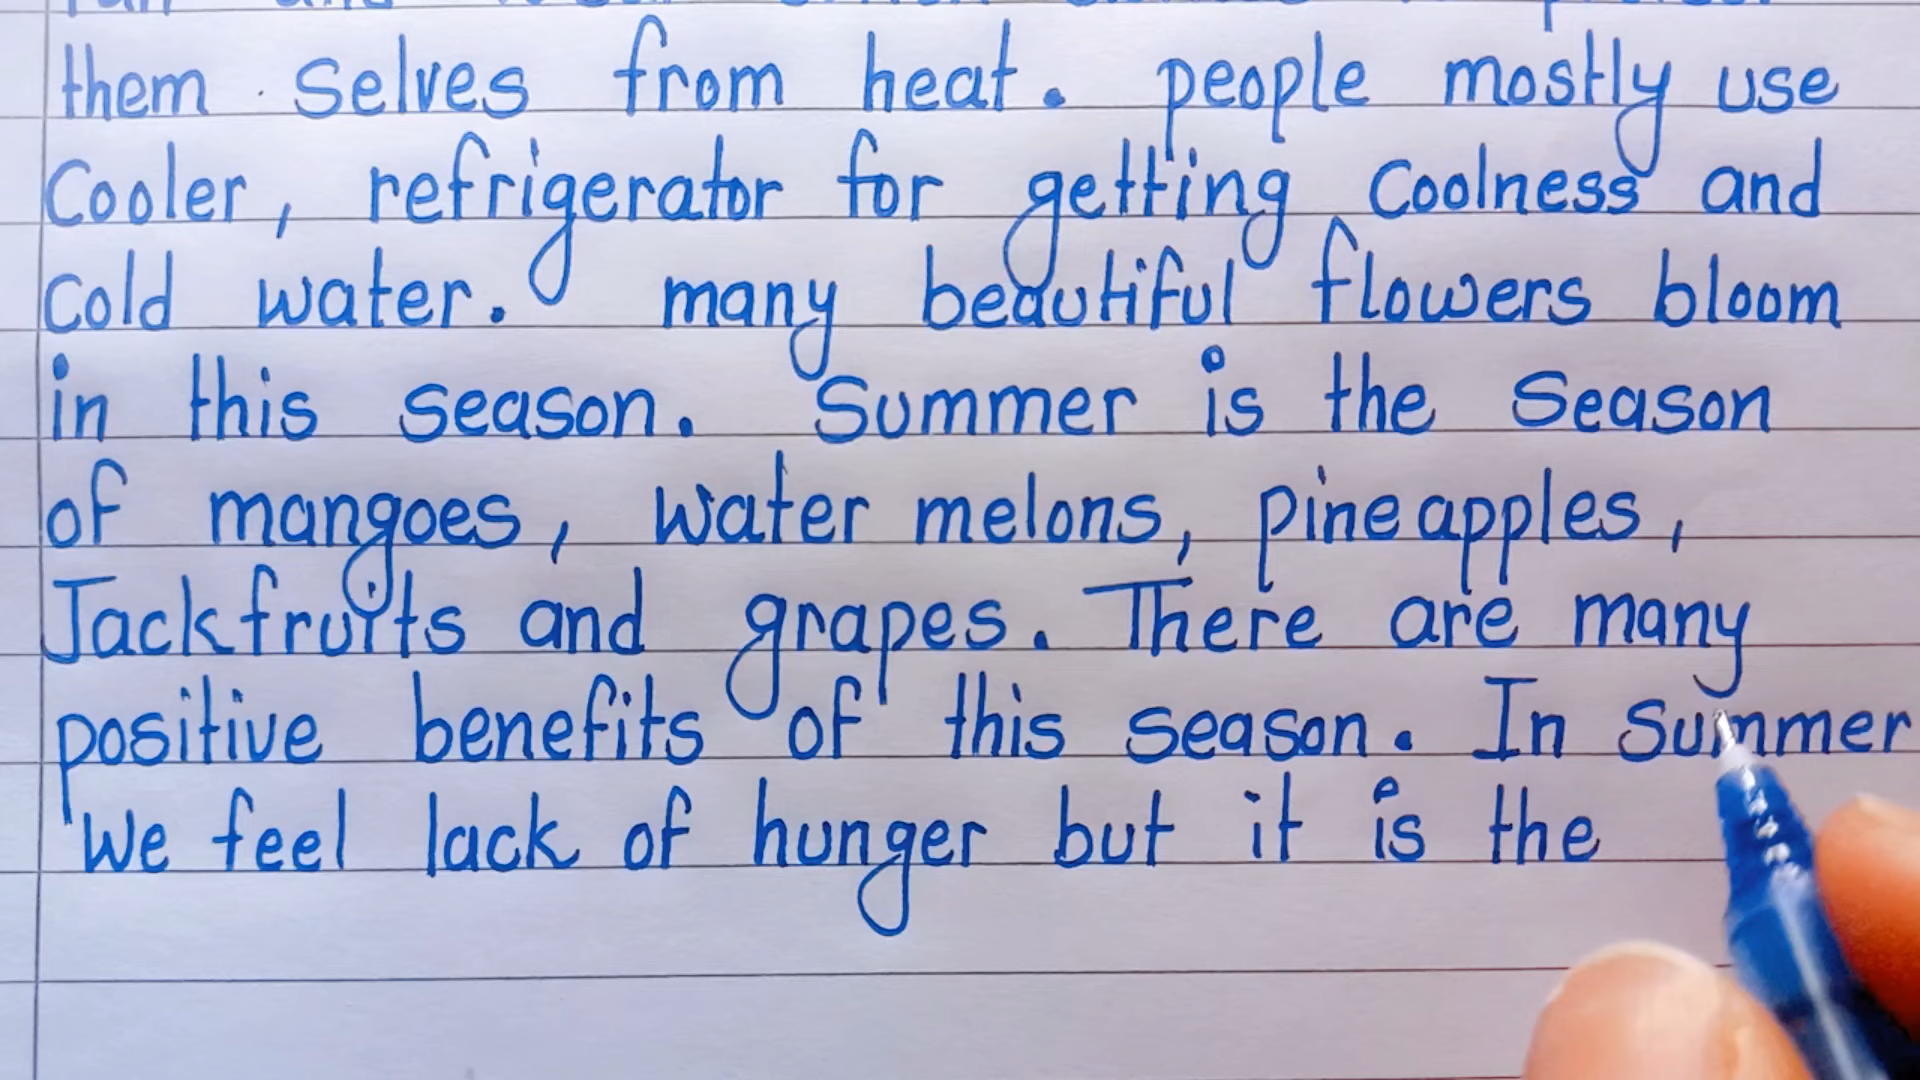 them selves from heat. people mostly use
Cooler, refrigerator for getting Coolness and
cold water. many beautiful flowers bloom
in this season. Summer is the Season
of mangoes, water melons, pineapples,
Jackfruits and grapes. There are many
positive benefits of this season. In Summer
We feel lack of hunger but it is the